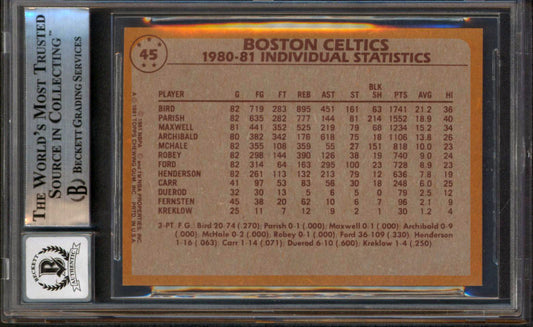 45
BOSTON CELTICS
1980-81 INDIVIDUAL STATISTICS
PLAYER G FG FT REB AST ST BLK SH PTS AVG HI
BIRD 82 719 283 895 451 161 63 1741 21.2 36
PARISH 82 635 282 777 144 81 214 1552 18.9 40
MAXWELL 81 441 352 525 219 79 68 1234 15.2 34
ARCHIBALD 80 382 342 176 618 75 18 1106 13.8 26
McHALE 82 355 108 359 55 27 151 818 10.0 23
ROBEY 82 298 144 390 126 38 19 740 9.0 24
FORD 82 314 64 163 295 100 23 728 8.9 23
HENDERSON 82 261 113 132 213 79 12 636 7.8 19
CARR 41 97 53 83 56 30 18 248 6.0 25
DUEROD 32 30 13 5 6 5 0 79 2.5 12
FERNSTEN 45 38 20 62 10 6 7 96 2.1 9
KREKLOW 25 11 7 12 9 2 1 30 1.2 4
3-PT F G: Bird 20-74 (.270) Parish 0-1 (.000) Maxwell 0-1 (.000) Archibald 0-9
(.000) McHale 0-2 (.000) Robey 0-1 (.000) Ford 36-109 (.330) Henderson
1-16 (.063) Carr 1-14 (.071) Duerod 6-10 (.600) Kreklow 1-4 (.250)
THE WORLD'S MOST TRUSTED
SOURCE IN COLLECTING™
BECKETT GRADING SERVICES
BECKETT
AUTHENTIC